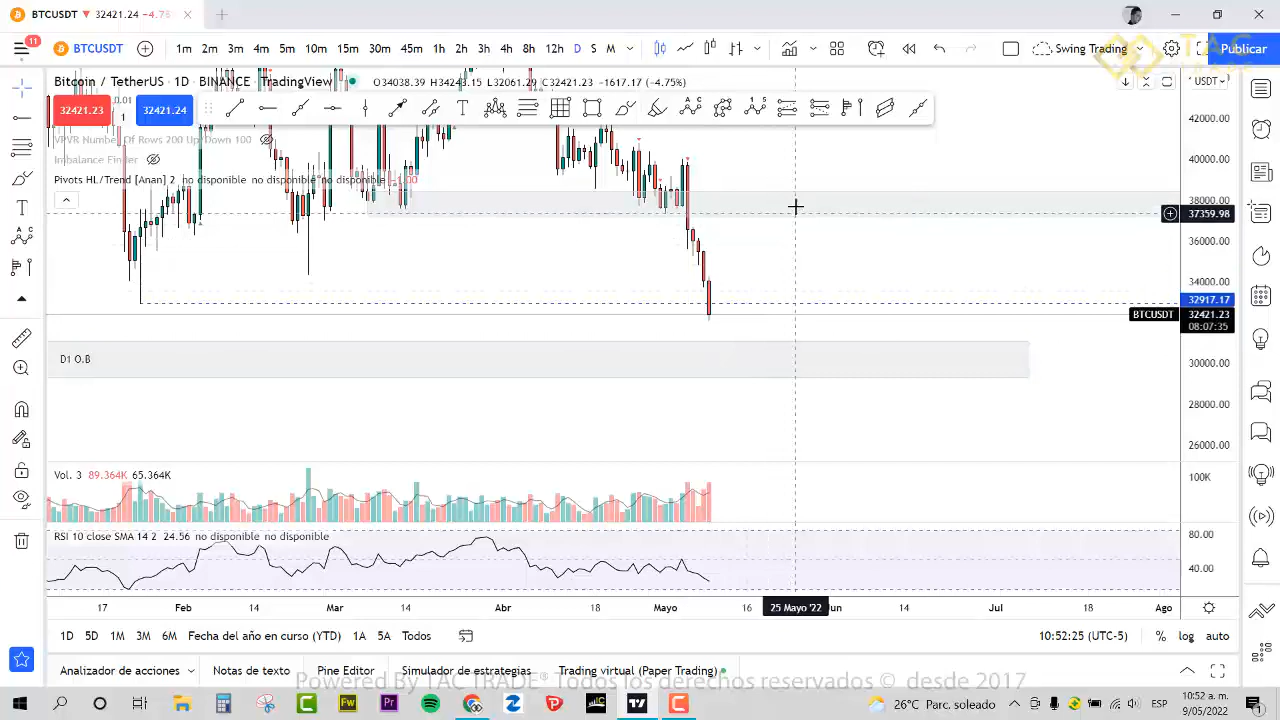 BTCUSDT ▼ 32421.24 −4.75
11
BTCUSDT
1m 2m 3m 4m 5m 10m 15m 30m 45m 1h 2h 3h 4h 8h 12h D S M
Swing Trading
Publicar
Bitcoin / TetherUS · 1D · BINANCE · TradingView
O34038.39 H34243.15 L32061.28 C32421.23 −1617.17 (−4.75%)
USDT
32421.23
0.01
1
32421.24
VPVR Number Of Rows 200 Up/Down 100
Imbalance Finder
Pivots HL/Trend [Anan] 2 no disponible no disponible no disponible −1.00
42000.00
40000.00
38000.00
37359.98
36000.00
34000.00
32917.17
BTCUSDT 32421.23
08:07:35
30000.00
28000.00
26000.00
D1 O.B
Vol. 3 89.364K 65.364K
100K
RSI 10 close SMA 14 2 24.56 no disponible no disponible
80.00
40.00
17 Feb 14 Mar 14 Abr 18 Mayo 16 25 Mayo '22 Jun 14 Jul 18 Ago
1D 5D 1M 3M 6M Fecha del año en curso (YTD) 1A 5A Todos
10:52:25 (UTC-5) % log auto
Analizador de acciones Notas de texto Pine Editor Simulador de estrategias Trading virtual (Paper Trading)
Powered By TAC TRADE® Todos los derechos reservados © desde 2017
26°C Parc. soleado
ESP
10:52 a. m.
9/05/2022